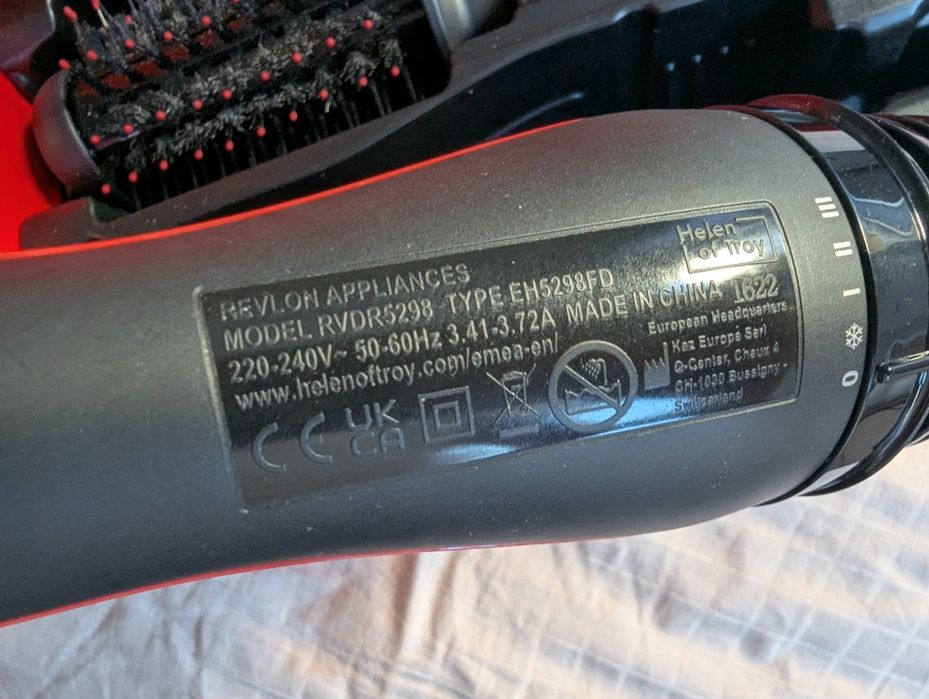 Helen
of Troy
REVLON APPLIANCES
MODEL RVDR5298 TYPE EH5298FD
220-240V~ 50-60Hz 3.41-3.72A MADE IN CHINA 1622
www.helenoftroy.com/emea-en/
CE
UK
CA
European Headquarters
Kaz Europe Sàrl
Q-Center, Chaux 4
CH-1030 Bussigny -
Switzerland
III
II
I
0